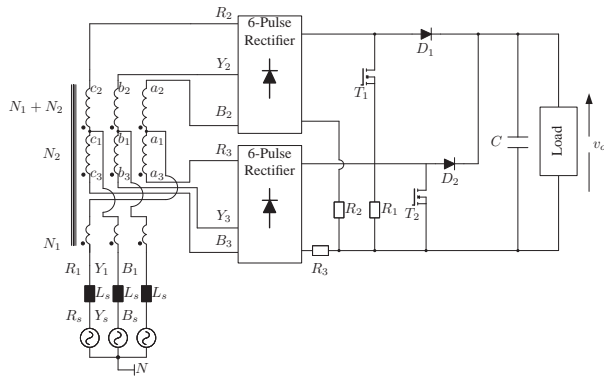 R2
6-Pulse
Rectifier
D1
Y2
T1
c2 b2 a2
N1 + N2
B2
c1 b1 a1
C
Load
vo
R3
6-Pulse
Rectifier
N2
c3 b3 a3
D2
T2
Y3
R2 R1
N1
B3
R3
R1 Y1 B1
Ls Ls Ls
Rs Ys Bs
N